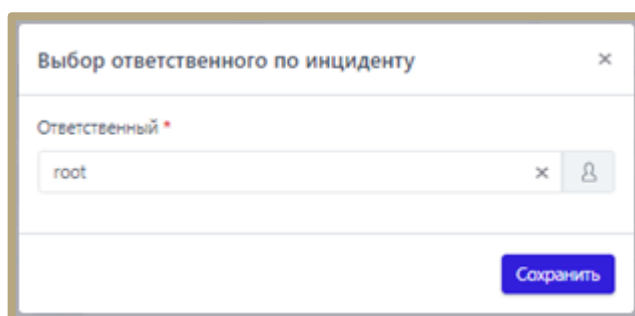 Выбор ответственного по инциденту
Ответственный *
root
Сохранить